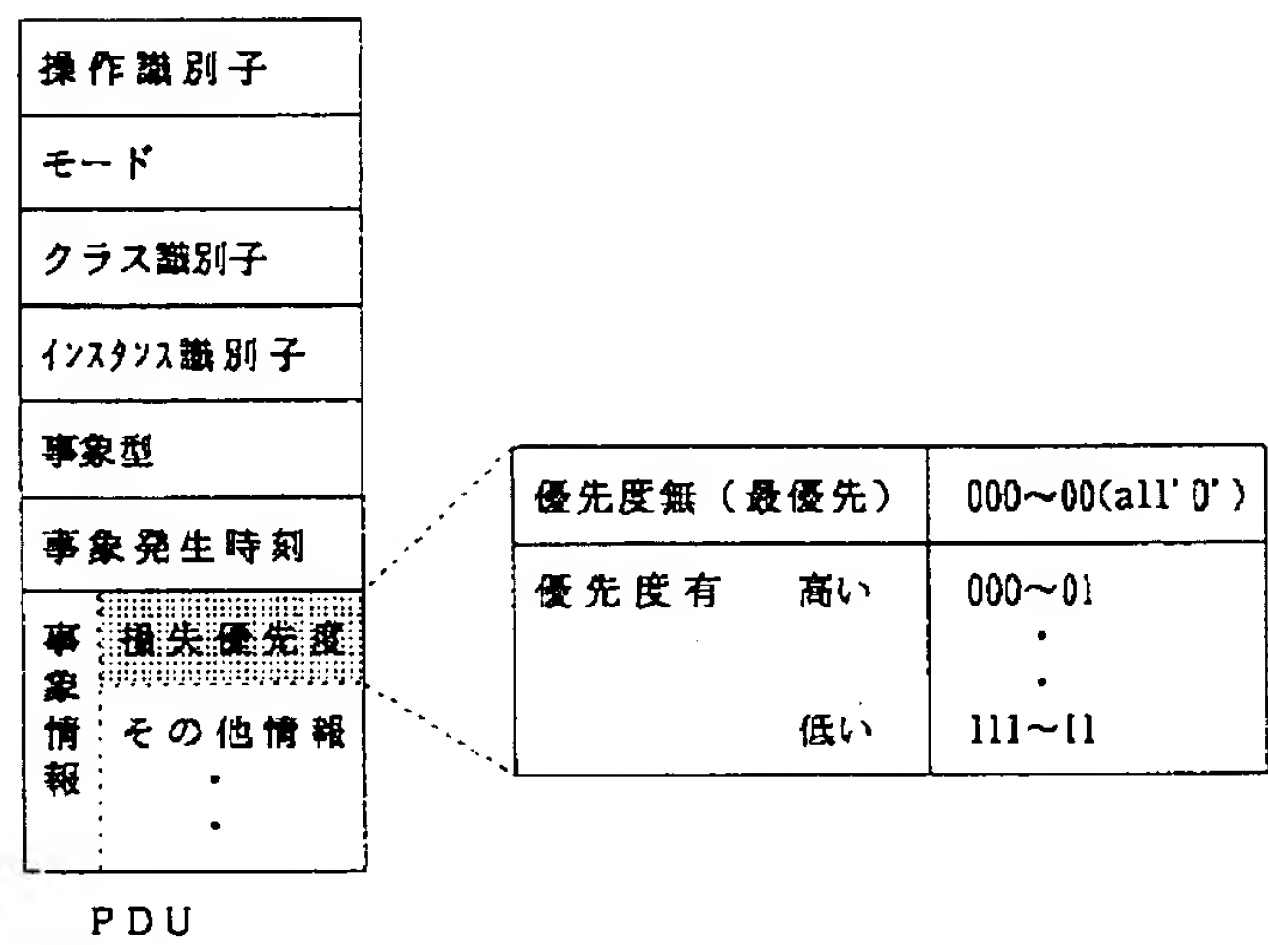 操作識別子
モード
クラス識別子
インスタンス識別子
事象型
事象発生時刻
事象情報
損失優先度
その他情報
・
・
優先度無（最優先） 000〜00(all'0')
優先度有 高い 000〜01
・
・
低い 111〜11
PDU